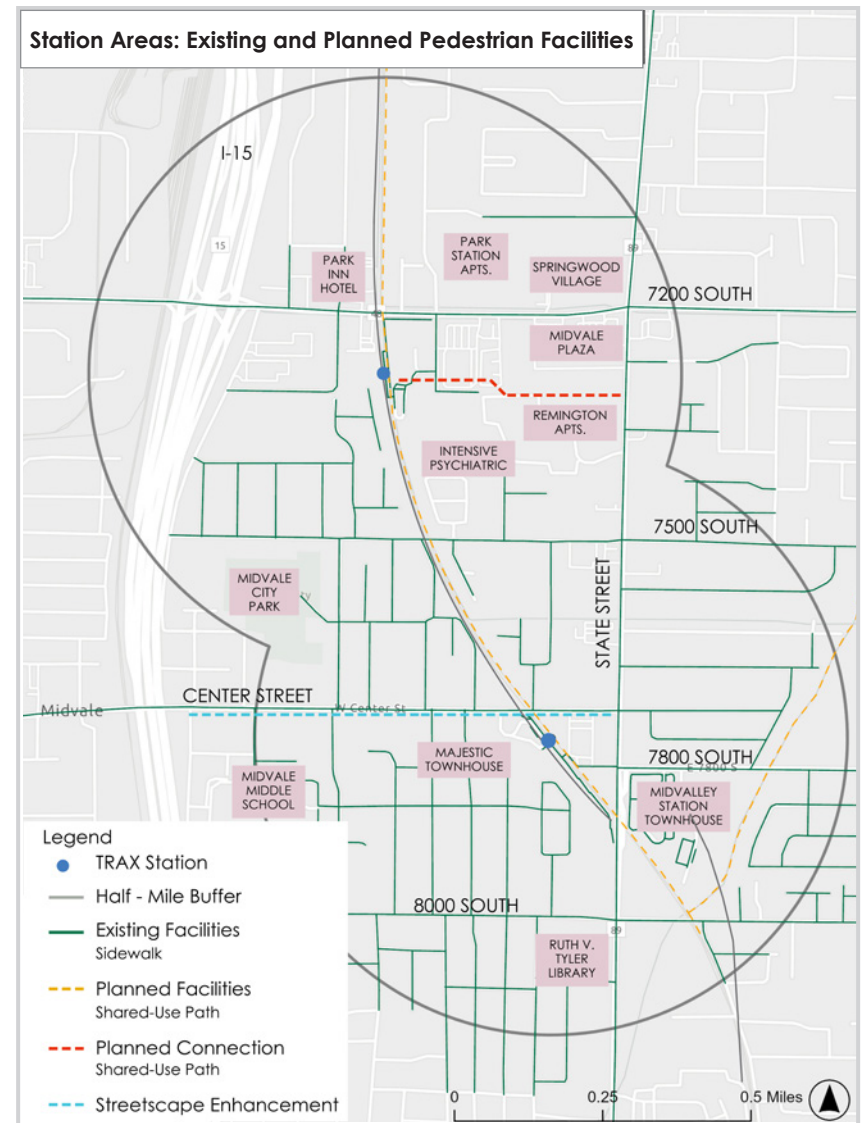 Station Areas: Existing and Planned Pedestrian Facilities
I-15
15
PARK
INN
HOTEL
PARK
STATION
APTS.
SPRINGWOOD
VILLAGE
89
7200 SOUTH
MIDVALE
PLAZA
REMINGTON
APTS.
INTENSIVE
PSYCHIATRIC
7500 SOUTH
MIDVALE
CITY
PARK
STATE STREET
CENTER STREET
Midvale
W Center St
MAJESTIC
TOWNHOUSE
7800 SOUTH
E 7800 S
MIDVALE
MIDDLE
SCHOOL
MIDVALLEY
STATION
TOWNHOUSE
8000 SOUTH
89
RUTH V.
TYLER
LIBRARY
Legend
TRAX Station
Half - Mile Buffer
Existing Facilities
Sidewalk
Planned Facilities
Shared-Use Path
Planned Connection
Shared-Use Path
Streetscape Enhancement
0 0.25 0.5 Miles